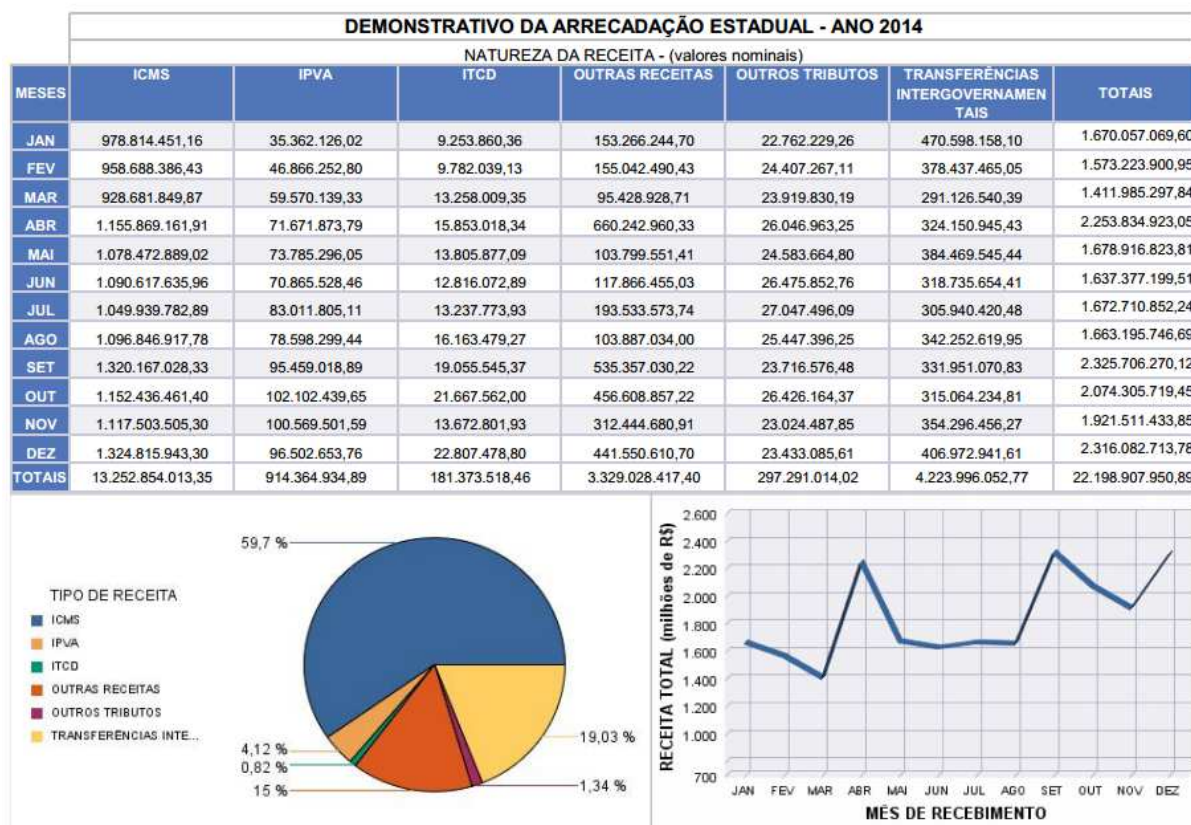 DEMONSTRATIVO DA ARRECADAÇÃO ESTADUAL - ANO 2014
NATUREZA DA RECEITA - (valores nominais)
MESES ICMS IPVA ITCD OUTRAS RECEITAS OUTROS TRIBUTOS TRANSFERÊNCIAS INTERGOVERNAMEN TAIS TOTAIS
JAN 978.814.451,16 35.362.126,02 9.253.860,36 153.266.244,70 22.762.229,26 470.598.158,10 1.670.057.069,60
FEV 958.688.386,43 46.866.252,80 9.782.039,13 155.042.490,43 24.407.267,11 378.437.465,05 1.573.223.900,95
MAR 928.681.849,87 59.570.139,33 13.258.009,35 95.428.928,71 23.919.830,19 291.126.540,39 1.411.985.297,84
ABR 1.155.869.161,91 71.671.873,79 15.853.018,34 660.242.960,33 26.046.963,25 324.150.945,43 2.253.834.923,05
MAI 1.078.472.889,02 73.785.296,05 13.805.877,09 103.799.551,41 24.583.664,80 384.469.545,44 1.678.916.823,81
JUN 1.090.617.635,96 70.865.528,46 12.816.072,89 117.866.455,03 26.475.852,76 318.735.654,41 1.637.377.199,51
JUL 1.049.939.782,89 83.011.805,11 13.237.773,93 193.533.573,74 27.047.496,09 305.940.420,48 1.672.710.852,24
AGO 1.096.846.917,78 78.598.299,44 16.163.479,27 103.887.034,00 25.447.396,25 342.252.619,95 1.663.195.746,69
SET 1.320.167.028,33 95.459.018,89 19.055.545,37 535.357.030,22 23.716.576,48 331.951.070,83 2.325.706.270,12
OUT 1.152.436.461,40 102.102.439,65 21.667.562,00 456.608.857,22 26.426.164,37 315.064.234,81 2.074.305.719,45
NOV 1.117.503.505,30 100.569.501,59 13.672.801,93 312.444.680,91 23.024.487,85 354.296.456,27 1.921.511.433,85
DEZ 1.324.815.943,30 96.502.653,76 22.807.478,80 441.550.610,70 23.433.085,61 406.972.941,61 2.316.082.713,78
TOTAIS 13.252.854.013,35 914.364.934,89 181.373.518,46 3.329.028.417,40 297.291.014,02 4.223.996.052,77 22.198.907.950,89
TIPO DE RECEITA
ICMS
IPVA
ITCD
OUTRAS RECEITAS
OUTROS TRIBUTOS
TRANSFERÊNCIAS INTE...
59,7 %
4,12 %
0,82 %
15 %
19,03 %
1,34 %
RECEITA TOTAL (milhões de R$)
2.600
2.400
2.200
2.000
1.800
1.600
1.400
1.200
1.000
700
JAN FEV MAR ABR MAI JUN JUL AGO SET OUT NOV DEZ
MÊS DE RECEBIMENTO